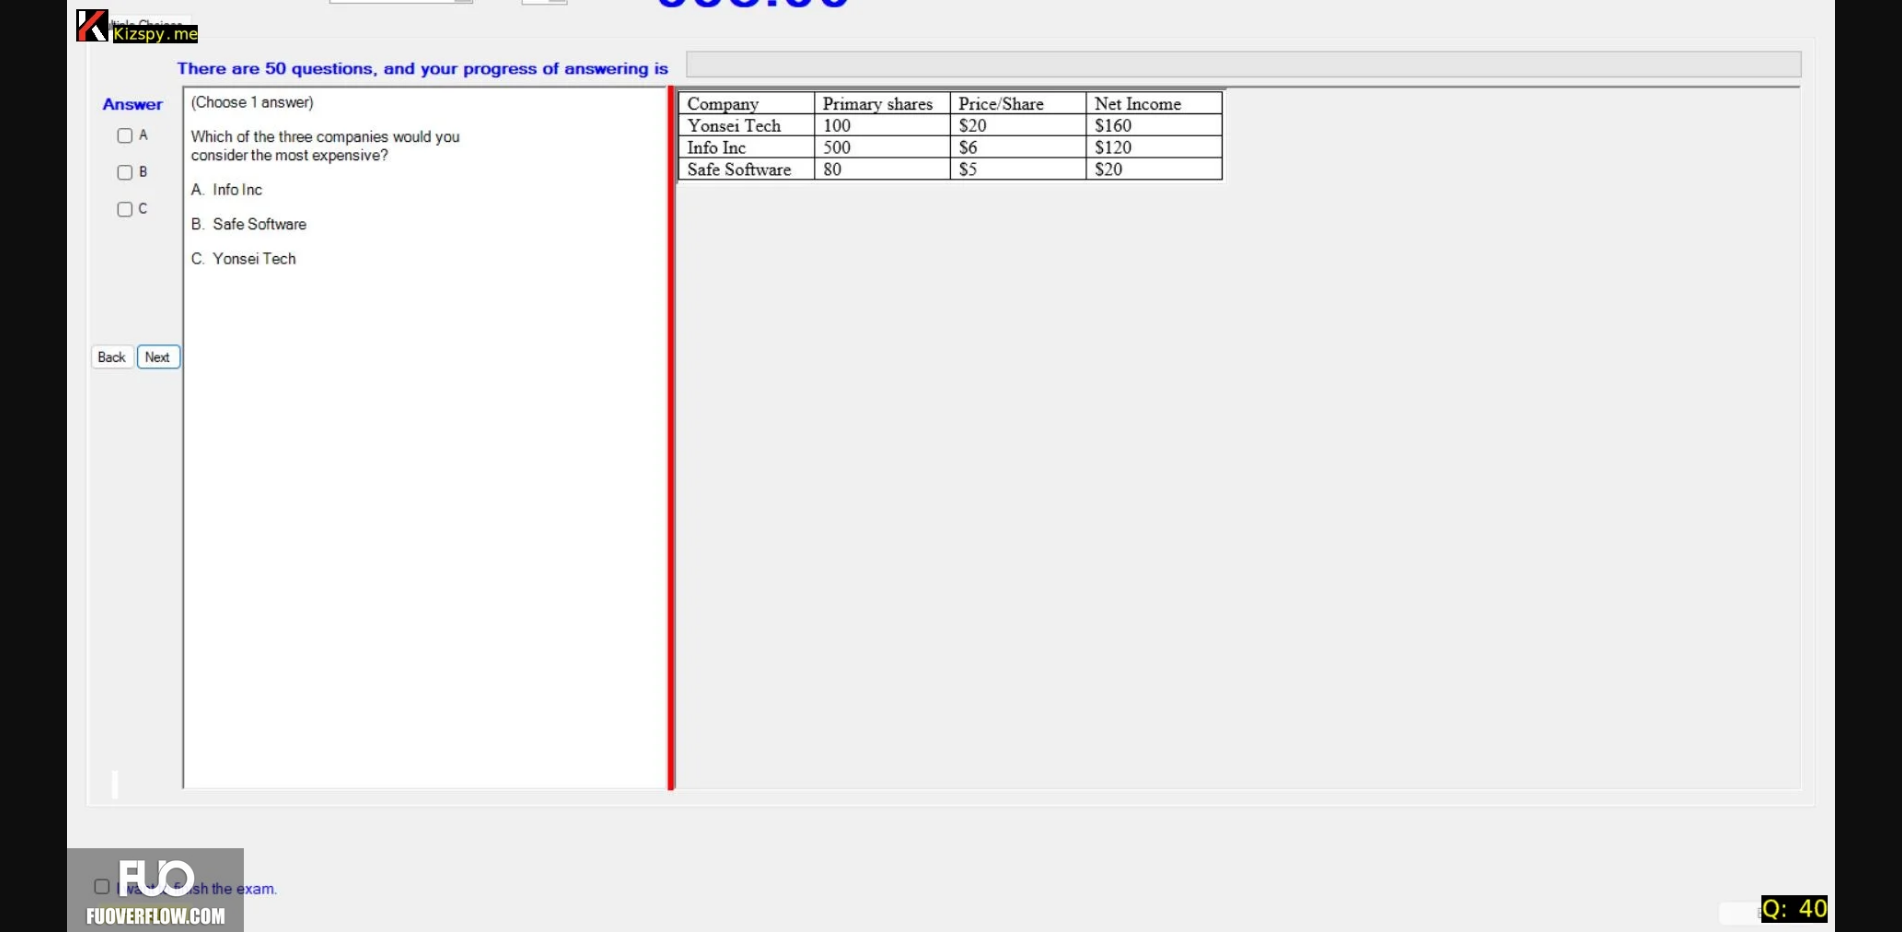 Kizspy.me
There are 50 questions, and your progress of answering is
Answer
A
B
C
Back Next
(Choose 1 answer)
Which of the three companies would you
consider the most expensive?
A. Info Inc
B. Safe Software
C. Yonsei Tech
Company Primary shares Price/Share Net Income
Yonsei Tech 100 $20 $160
Info Inc 500 $6 $120
Safe Software 80 $5 $20
FUO
the exam.
FUOVERFLOW.COM
Q: 40